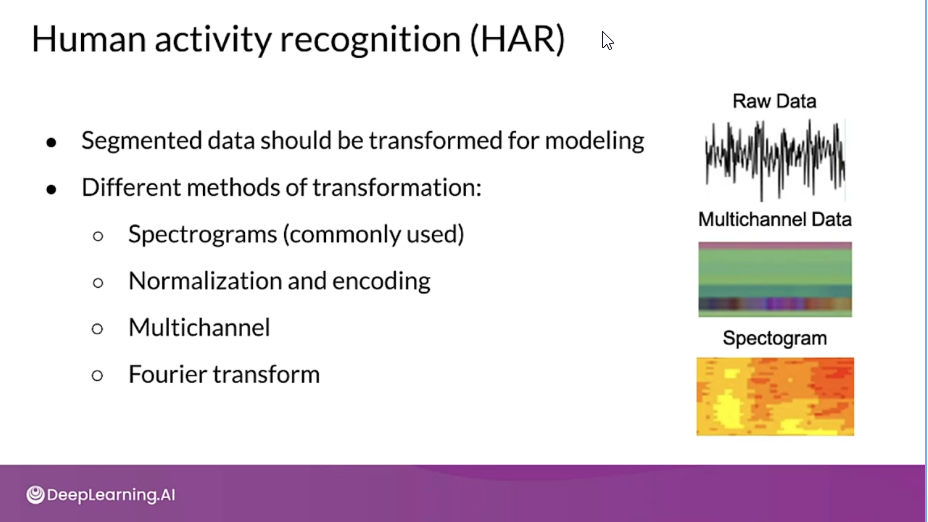 Human activity recognition (HAR)
● Segmented data should be transformed for modeling
● Different methods of transformation:
○ Spectrograms (commonly used)
○ Normalization and encoding
○ Multichannel
○ Fourier transform
Raw Data
Multichannel Data
Spectogram
DeepLearning.AI